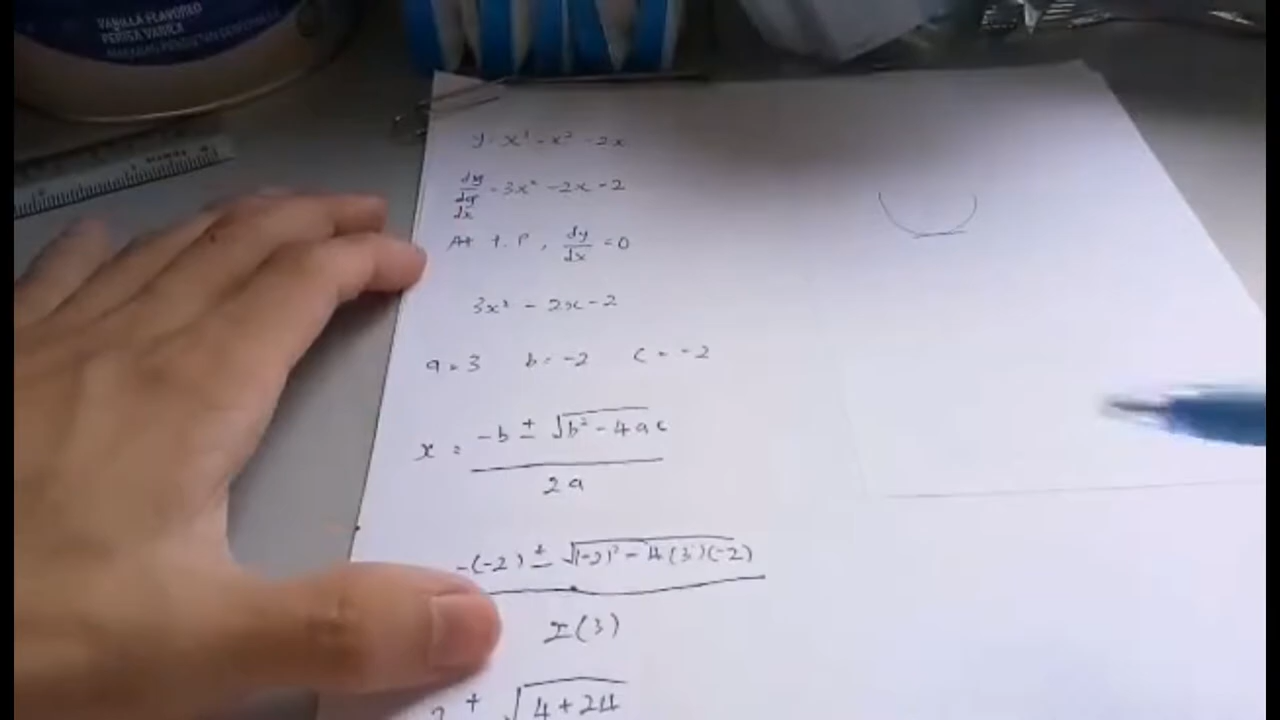 VANILLA FLAVORED
PERISA VANILA
y = x³ - x² - 2x
dy/dx = 3x² - 2x - 2
At t.P, dy/dx = 0
3x² - 2x - 2
a = 3 b = -2 c = -2
x = (-b ± √(b² - 4ac)) / 2a
(-(-2) ± √((-2)² - 4(3)(-2))) / 2(3)
2 ± √(4 + 24